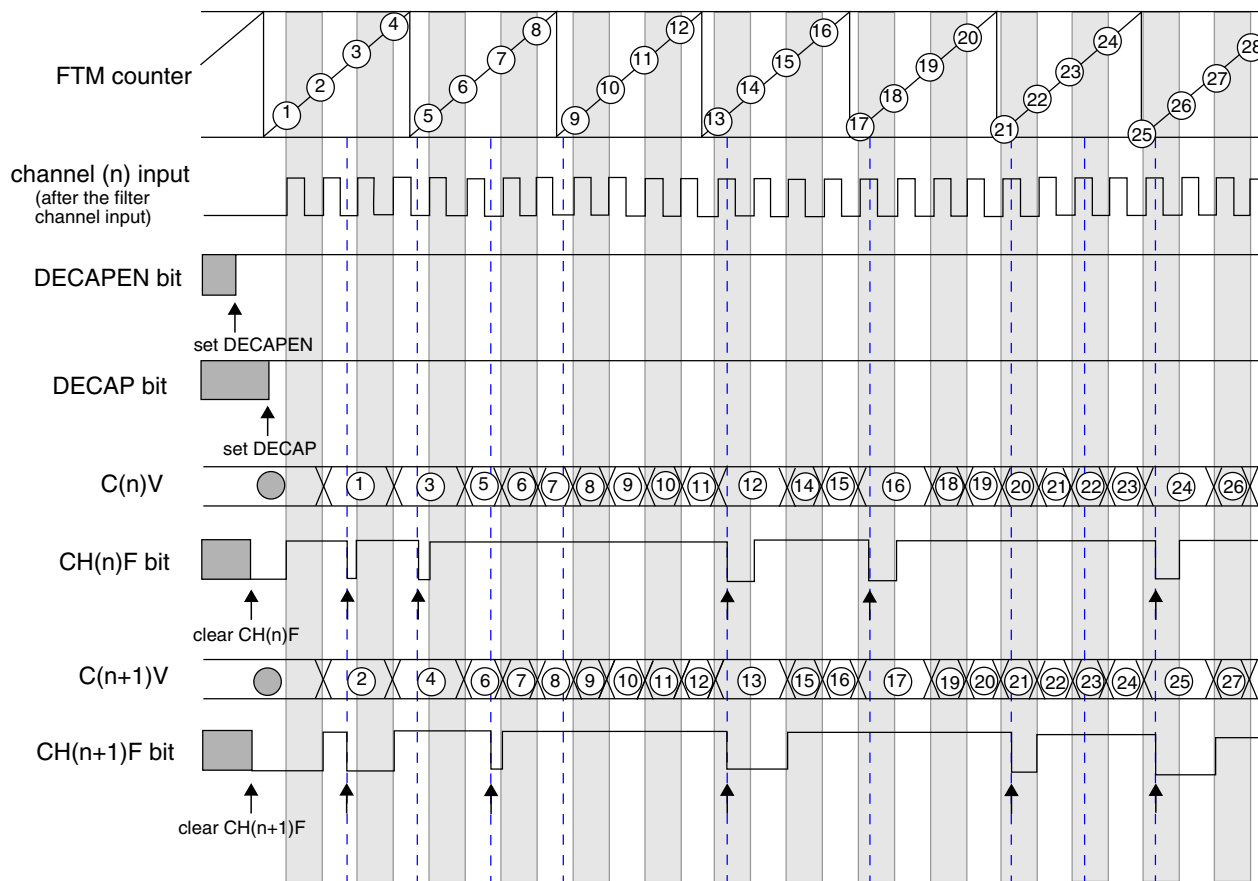 4 8 12 16 20 24 28
3 7 11 15 19 23 27
FTM counter
2 6 10 14 18 22 26
1 5 9 13 17 21 25
channel (n) input
(after the filter
channel input)
DECAPEN bit
set DECAPEN
DECAP bit
set DECAP
C(n)V 1 3 5 6 7 8 9 10 11 12 14 15 16 18 19 20 21 22 23 24 26
CH(n)F bit
clear CH(n)F
C(n+1)V 2 4 6 7 8 9 10 11 12 13 15 16 17 19 20 21 22 23 24 25 27
CH(n+1)F bit
clear CH(n+1)F